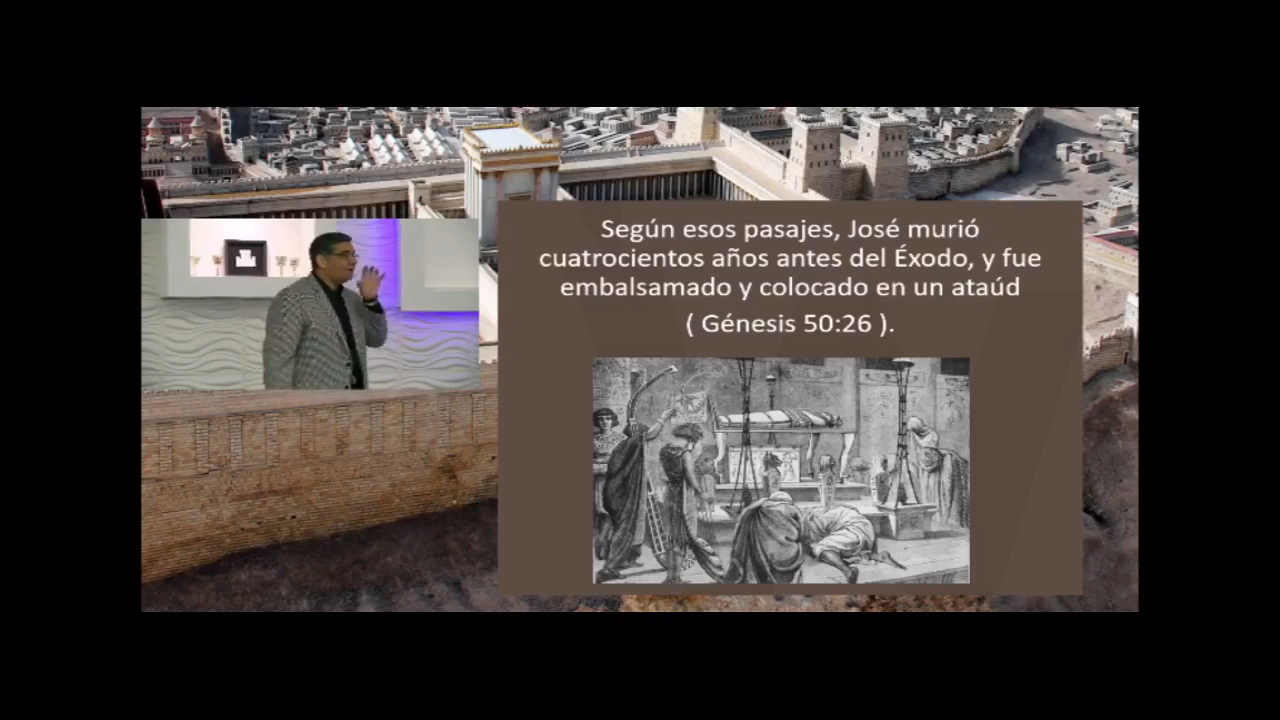 Según esos pasajes, José murió
cuatrocientos años antes del Éxodo, y fue
embalsamado y colocado en un ataúd
( Génesis 50:26 ).